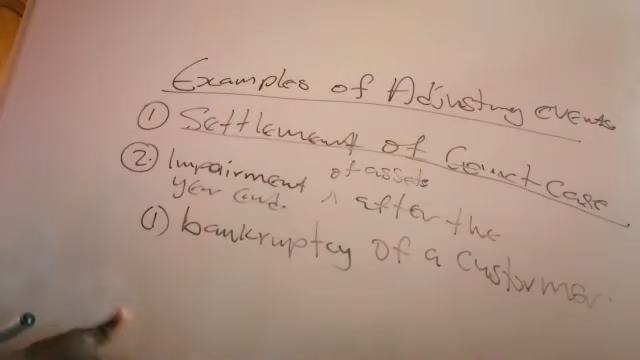 Examples of Adjusting events
① Settlement of Court Case
② Impairment of assets after the
year end.
(1) bankruptcy of a customer